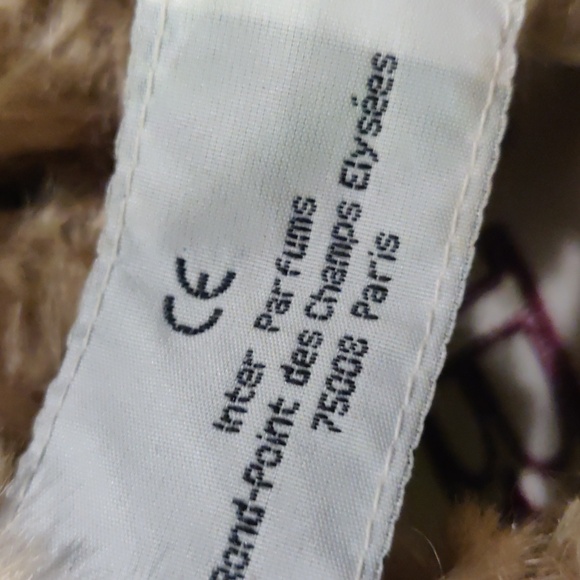 CE
Inter Parfums
Rond-Point des Champs Elysées
75008 Paris